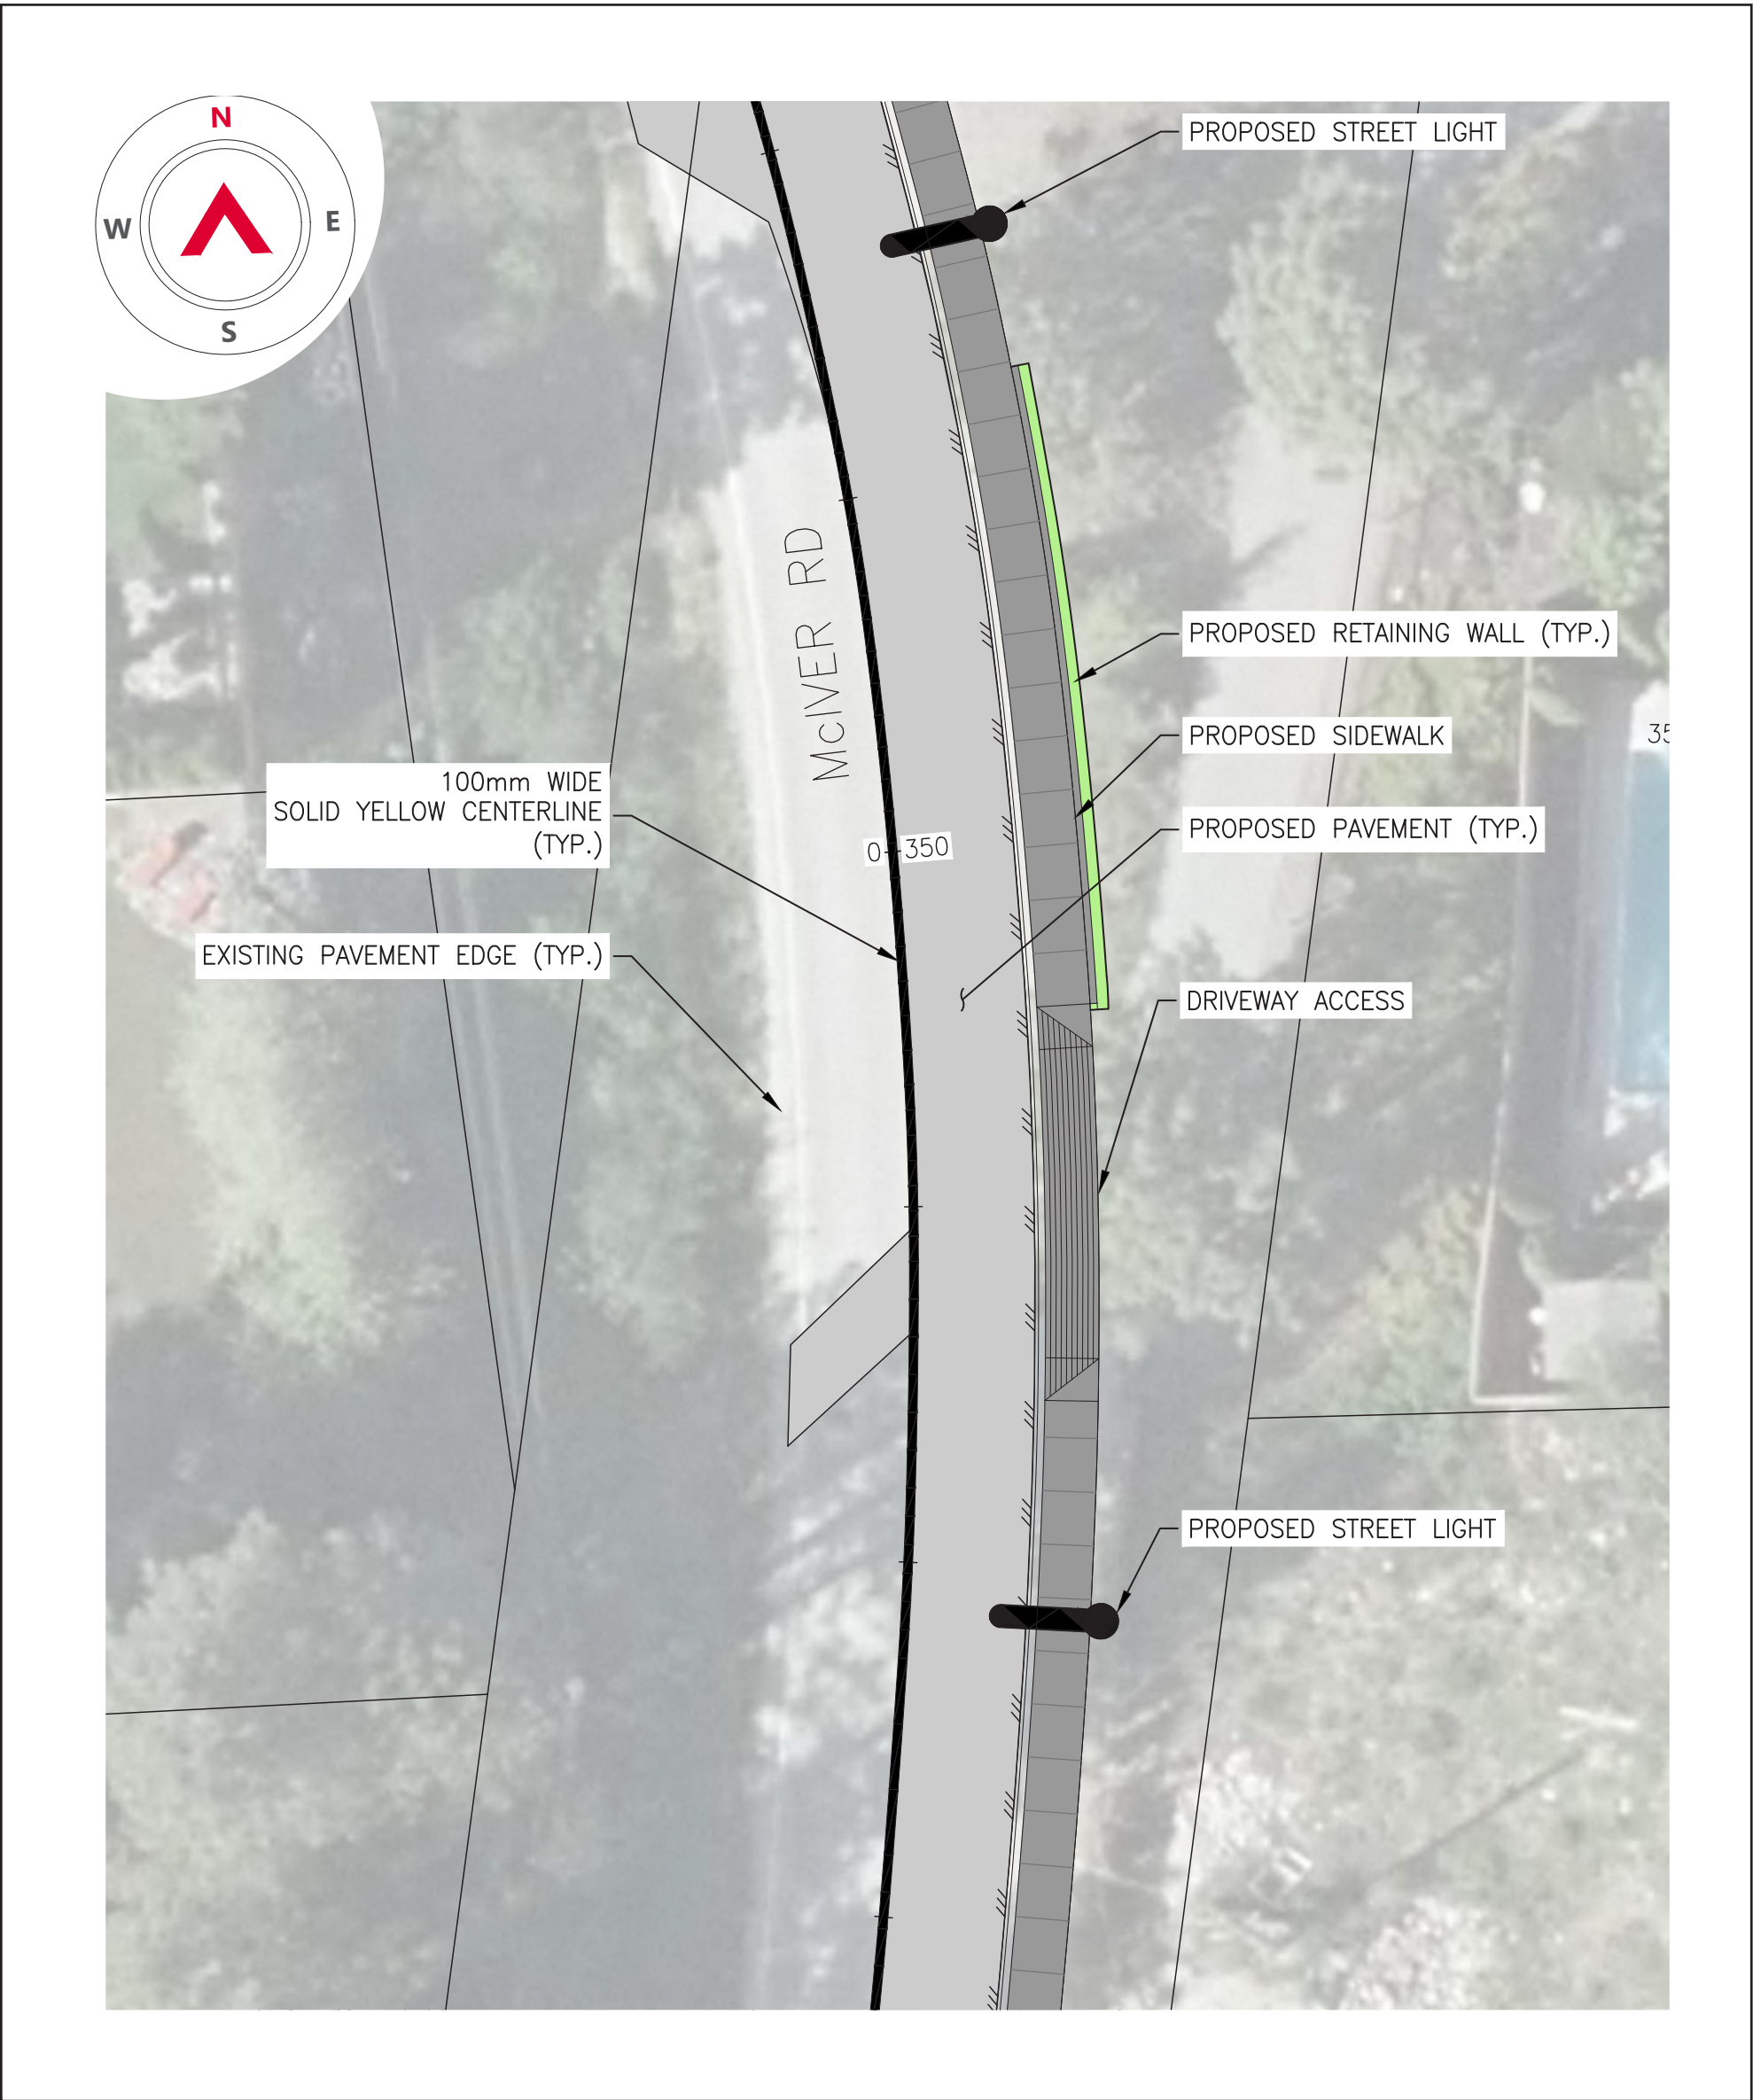 N
W
E
S
PROPOSED STREET LIGHT
McIVER RD
PROPOSED RETAINING WALL (TYP.)
PROPOSED SIDEWALK
35
100mm WIDE
SOLID YELLOW CENTERLINE
(TYP.)
PROPOSED PAVEMENT (TYP.)
0+350
EXISTING PAVEMENT EDGE (TYP.)
DRIVEWAY ACCESS
PROPOSED STREET LIGHT